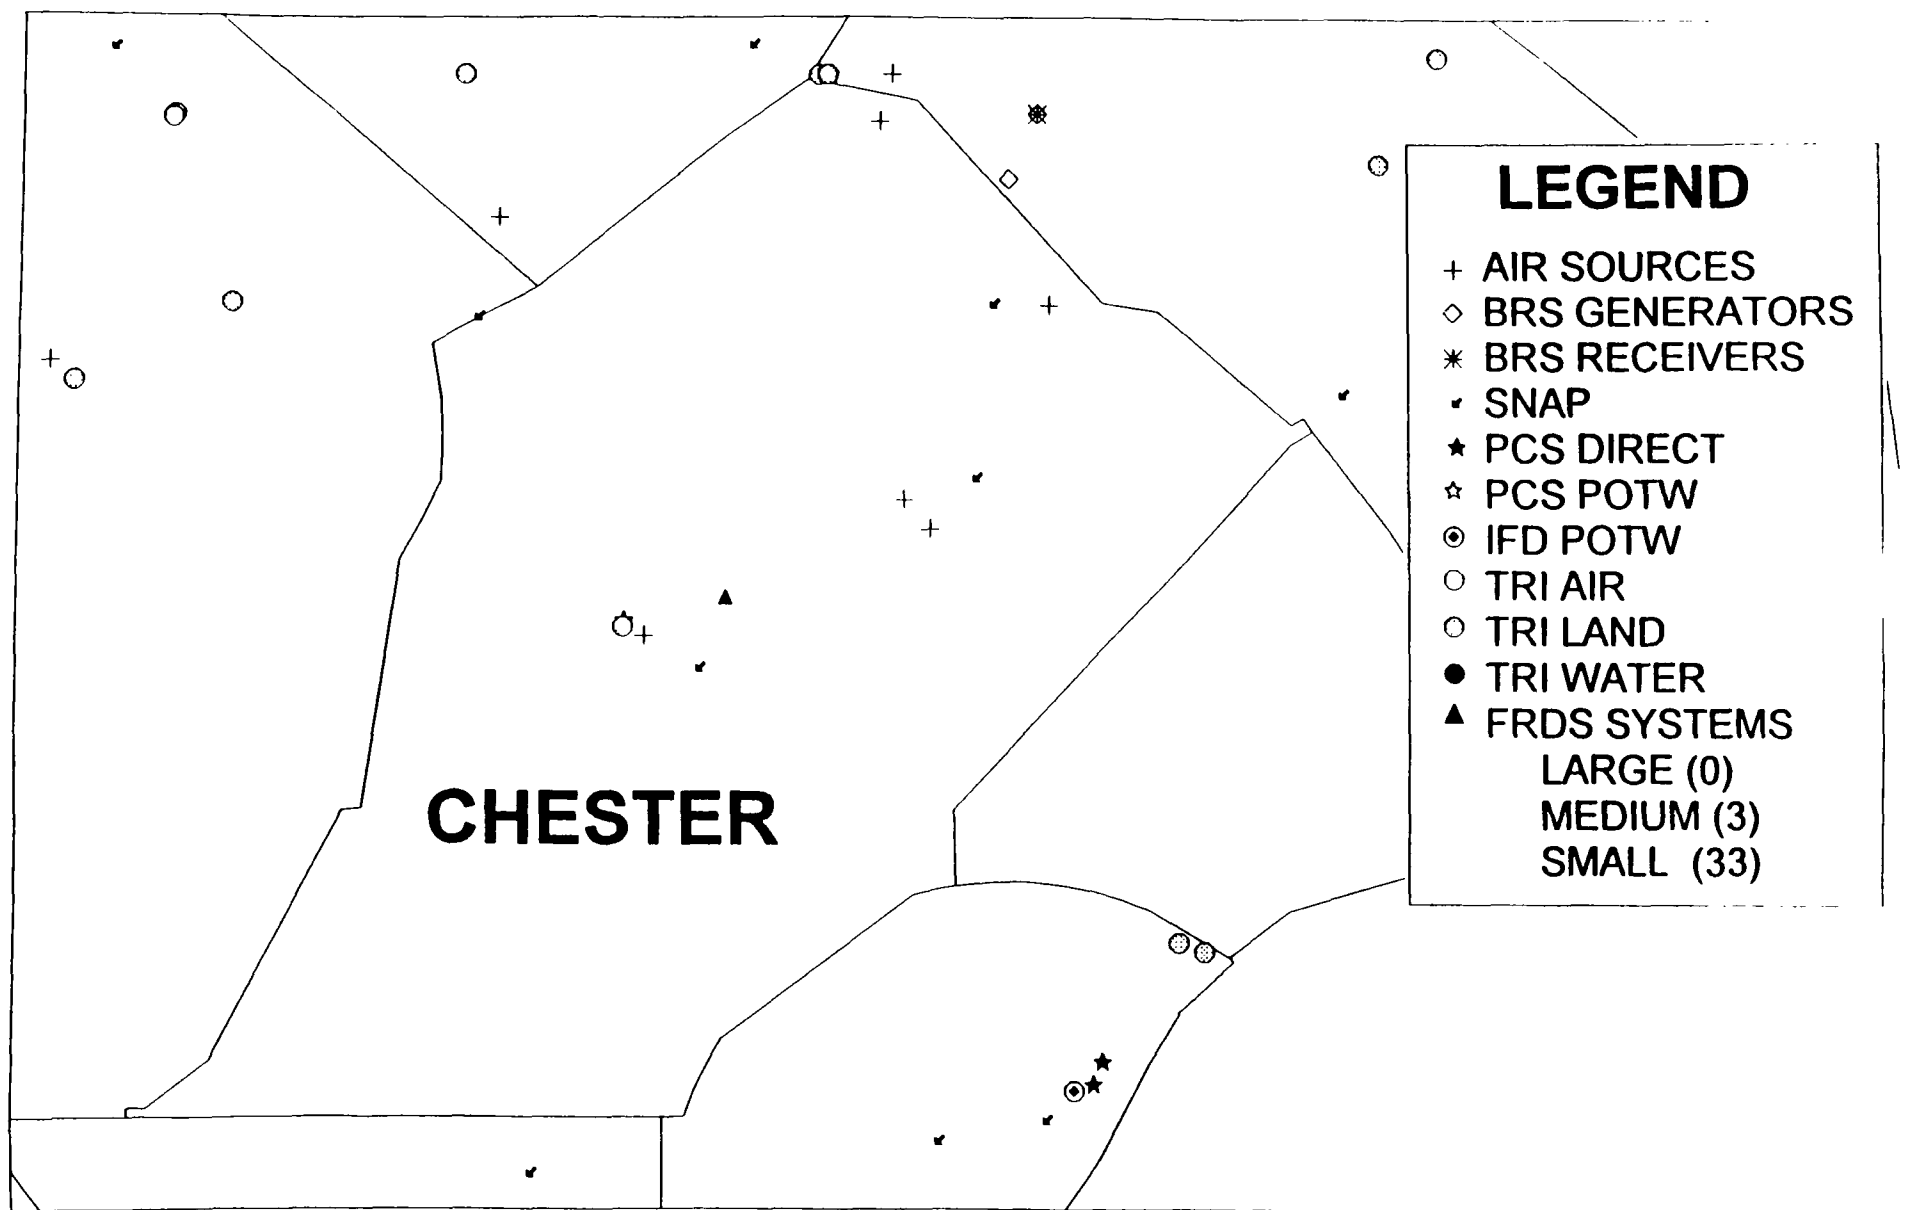 LEGEND
AIR SOURCES
BRS GENERATORS
BRS RECEIVERS
SNAP
PCS DIRECT
PCS POTW
IFD POTW
TRI AIR
TRI LAND
TRI WATER
FRDS SYSTEMS
LARGE (0)
MEDIUM (3)
SMALL (33)
CHESTER